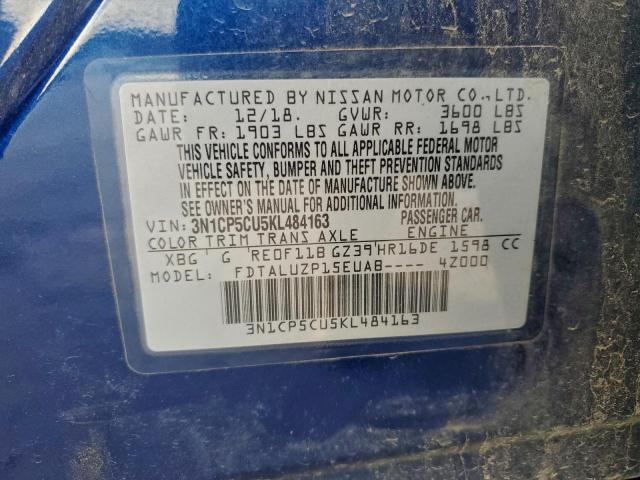 MANUFACTURED BY NISSAN MOTOR CO.,LTD.
DATE: 12/18. GVWR: 3600 LBS
GAWR FR: 1903 LBS GAWR RR: 1698 LBS
THIS VEHICLE CONFORMS TO ALL APPLICABLE FEDERAL MOTOR
VEHICLE SAFETY, BUMPER AND THEFT PREVENTION STANDARDS
IN EFFECT ON THE DATE OF MANUFACTURE SHOWN ABOVE.
SEE OWNER'S MANUAL FOR ADDITIONAL INFORMATION.
VIN: 3N1CP5CU5KL484163 PASSENGER CAR.
COLOR TRIM TRANS AXLE ENGINE
XBG G RE0F11B GZ39 HR16DE 1598 CC
MODEL: FDTALUZP15EUA8---- 4Z000
3N1CP5CU5KL484163